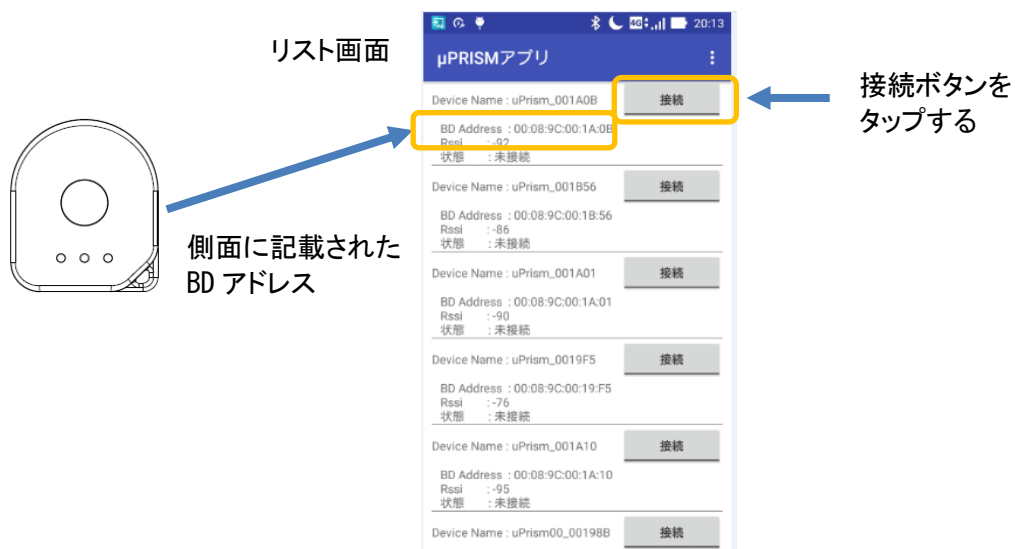 リスト画面
20:13
μPRISMアプリ
Device Name : uPrism_001A0B
接続
BD Address : 00:08:9C:00:1A:0B
Rssi :-92
状態 : 未接続
Device Name : uPrism_001B56
接続
BD Address : 00:08:9C:00:1B:56
Rssi :-86
状態 : 未接続
Device Name : uPrism_001A01
接続
BD Address : 00:08:9C:00:1A:01
Rssi :-90
状態 : 未接続
Device Name : uPrism_0019F5
接続
BD Address : 00:08:9C:00:19:F5
Rssi :-76
状態 : 未接続
Device Name : uPrism_001A10
接続
BD Address : 00:08:9C:00:1A:10
Rssi :-95
状態 : 未接続
Device Name : uPrism00_00198B
接続
接続ボタンを
タップする
側面に記載された
BD アドレス